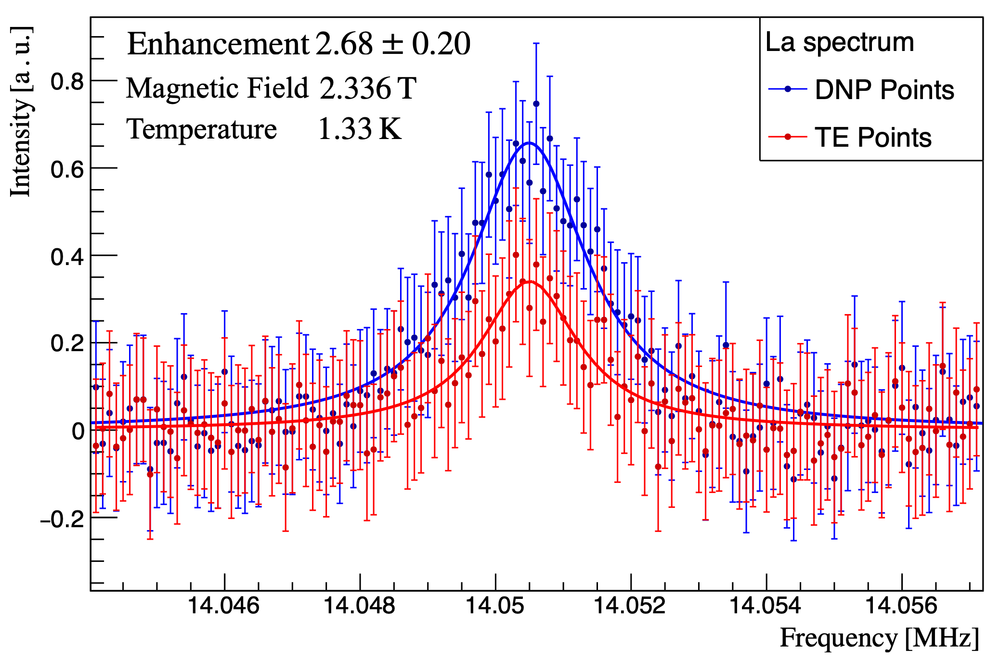 Enhancement 2.68 ± 0.20
Magnetic Field 2.336 T
Temperature 1.33 K
La spectrum
DNP Points
TE Points
Intensity [a.u.]
0.8
0.6
0.4
0.2
0
−0.2
14.046 14.048 14.05 14.052 14.054 14.056
Frequency [MHz]